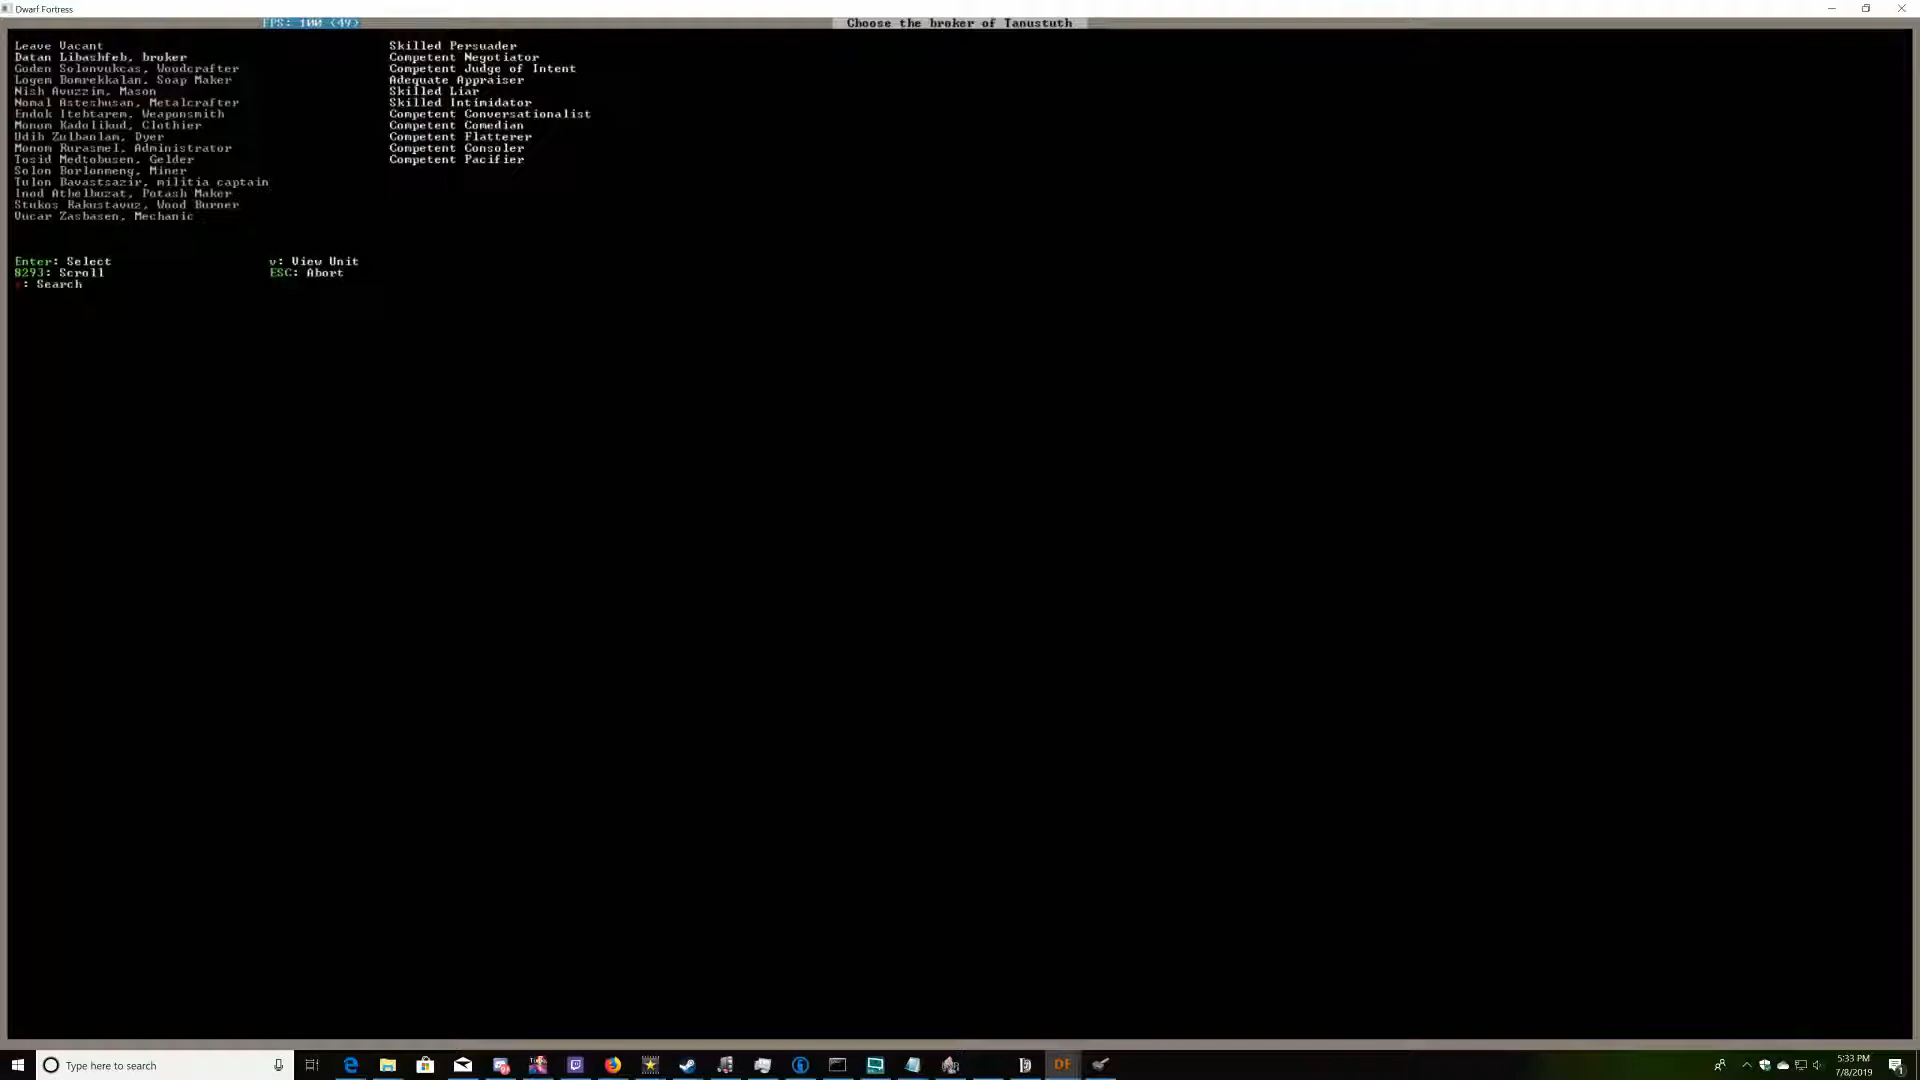 Dwarf Fortress
FPS: 100 (49)
Choose the broker of Tanustuth
Leave Vacant
Datan Libashfeb, broker
Goden Solonvukcas, Woodcrafter
Logem Bomrekkalan, Soap Maker
Nish Avuzzim, Mason
Nomal Asteshusan, Metalcrafter
Endok Itebtarem, Weaponsmith
Monom Kadolikud, Clothier
Udib Zulbanlam, Dyer
Monom Rurasmel, Administrator
Tosid Medtobusen, Gelder
Solon Borlonmeng, Miner
Tulon Bavastsazir, militia captain
Inod Athelbuzat, Potash Maker
Stukos Rakustavuz, Wood Burner
Vucar Zasbasen, Mechanic
Skilled Persuader
Competent Negotiator
Competent Judge of Intent
Adequate Appraiser
Skilled Liar
Skilled Intimidator
Competent Conversationalist
Competent Comedian
Competent Flatterer
Competent Consoler
Competent Pacifier
Enter: Select
v: View Unit
8293: Scroll
ESC: Abort
: Search
Type here to search
DF
5:33 PM
7/8/2019